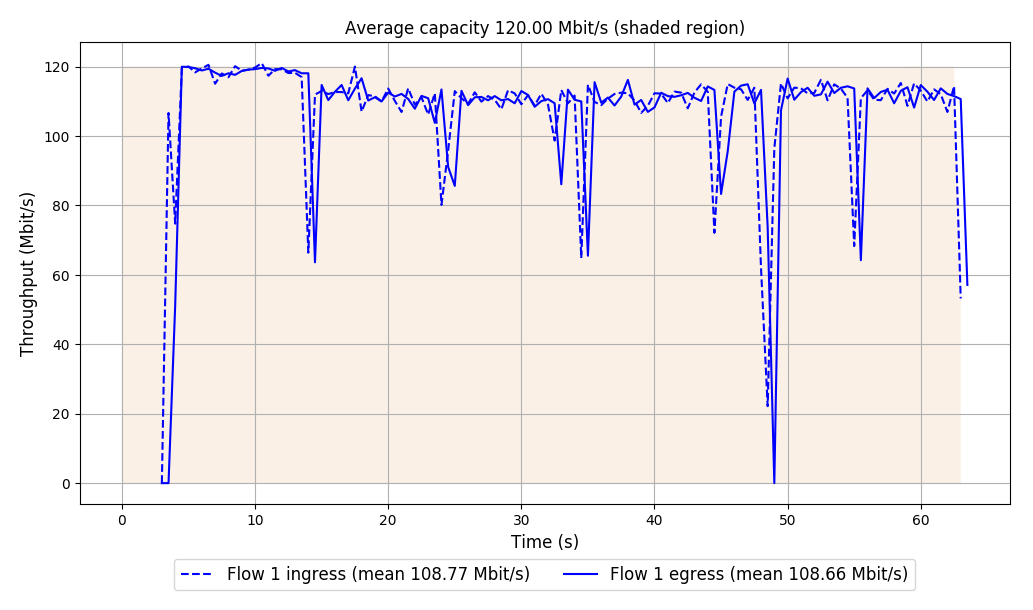 Average capacity 120.00 Mbit/s (shaded region)
120
100
80
60
40
20
0
Throughput (Mbit/s)
0 10 20 30 40 50 60
Time (s)
Flow 1 ingress (mean 108.77 Mbit/s) Flow 1 egress (mean 108.66 Mbit/s)